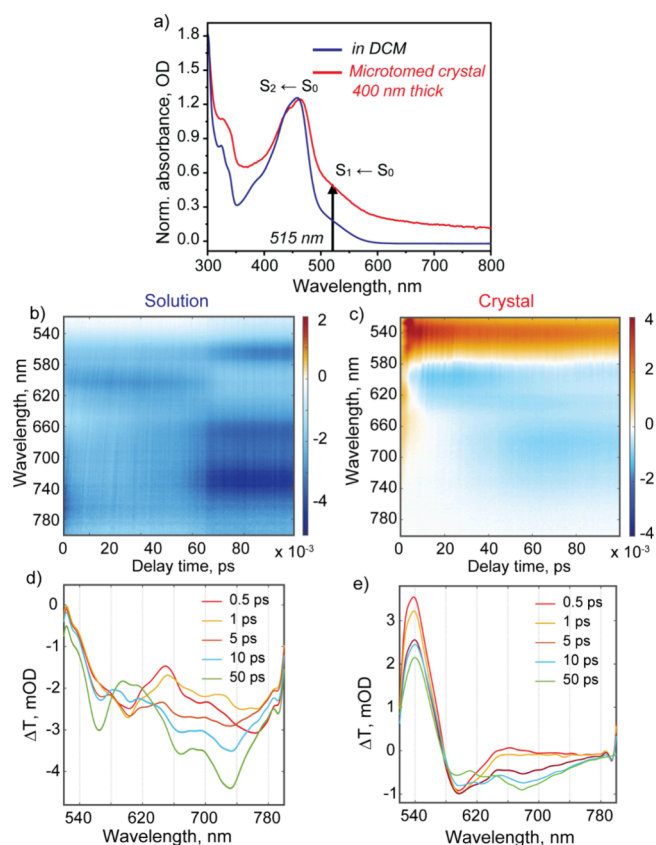 a)
in DCM
Microtomed crystal
400 nm thick
S2 ← S0
S1 ← S0
515 nm
Norm. absorbance, OD
1.8
1.5
1.2
0.9
0.6
0.3
0.0
300 400 500 600 700 800
Wavelength, nm
b) Solution
Wavelength, nm
540
580
620
660
700
740
780
0 20 40 60 80
Delay time, ps
2
0
-2
-4
x 10-3
c) Crystal
Wavelength, nm
540
580
620
660
700
740
780
0 20 40 60 80
Delay time, ps
4
3
2
1
0
-1
-2
-3
-4
x 10-3
d)
0.5 ps
1 ps
5 ps
10 ps
50 ps
ΔT, mOD
0
-1
-2
-3
-4
540 620 700 780
Wavelength, nm
e)
0.5 ps
1 ps
5 ps
10 ps
50 ps
ΔT, mOD
3
2
1
0
-1
540 620 700 780
Wavelength, nm